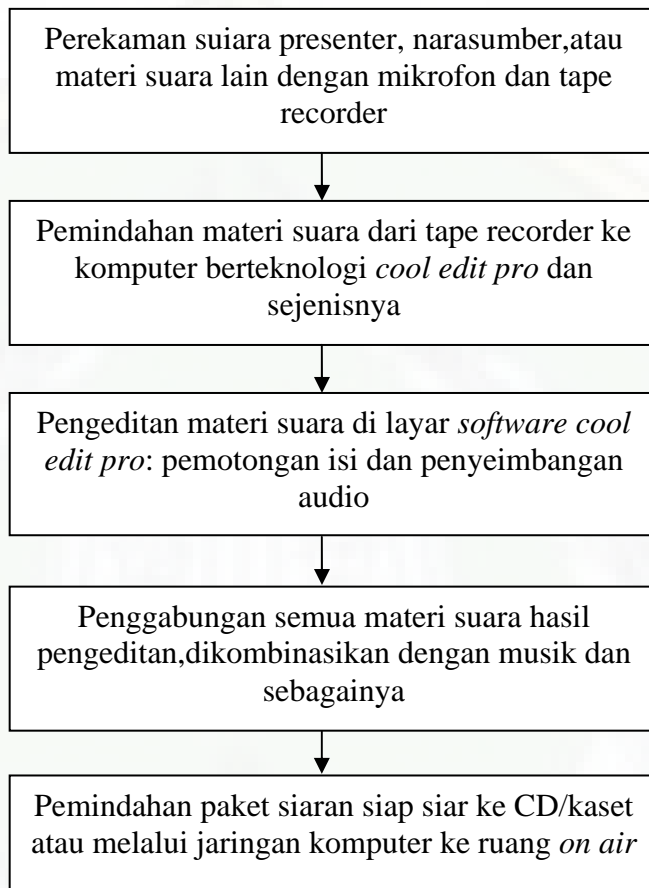 Perekaman suiara presenter, narasumber,atau
materi suara lain dengan mikrofon dan tape
recorder
Pemindahan materi suara dari tape recorder ke
komputer berteknologi cool edit pro dan
sejenisnya
Pengeditan materi suara di layar software cool
edit pro: pemotongan isi dan penyeimbangan
audio
Penggabungan semua materi suara hasil
pengeditan,dikombinasikan dengan musik dan
sebagainya
Pemindahan paket siaran siap siar ke CD/kaset
atau melalui jaringan komputer ke ruang on air